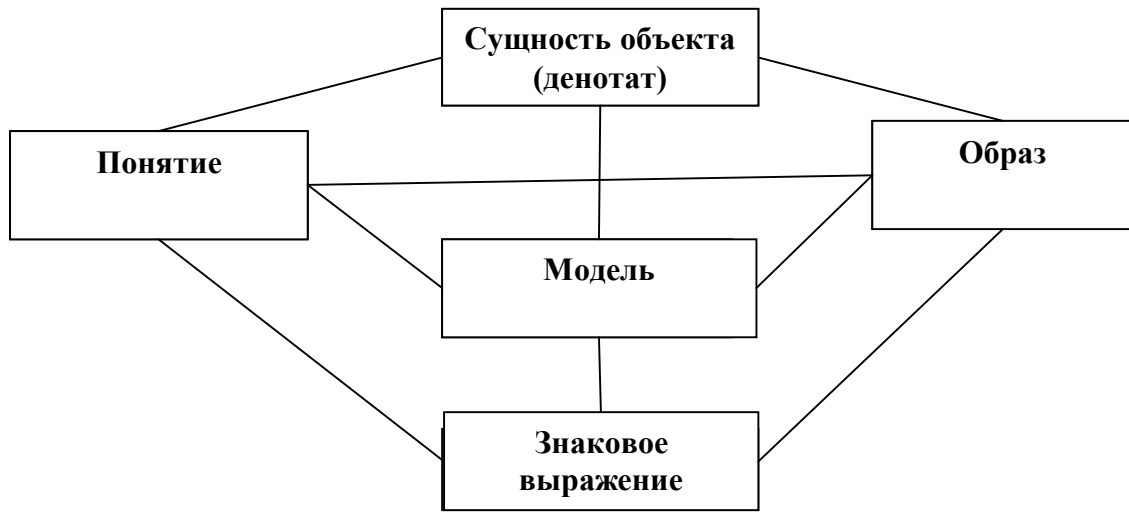 Сущность объекта
(денотат)
Понятие
Образ
Модель
Знаковое
выражение